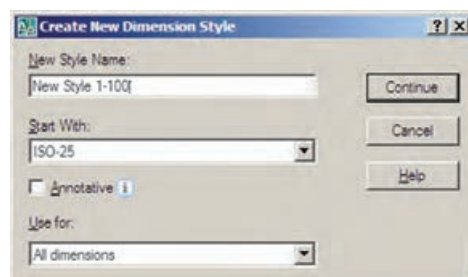 Create New Dimension Style
New Style Name:
New Style 1-100
Continue
Start With:
ISO-25
Cancel
Annotative
Help
Use for:
All dimensions